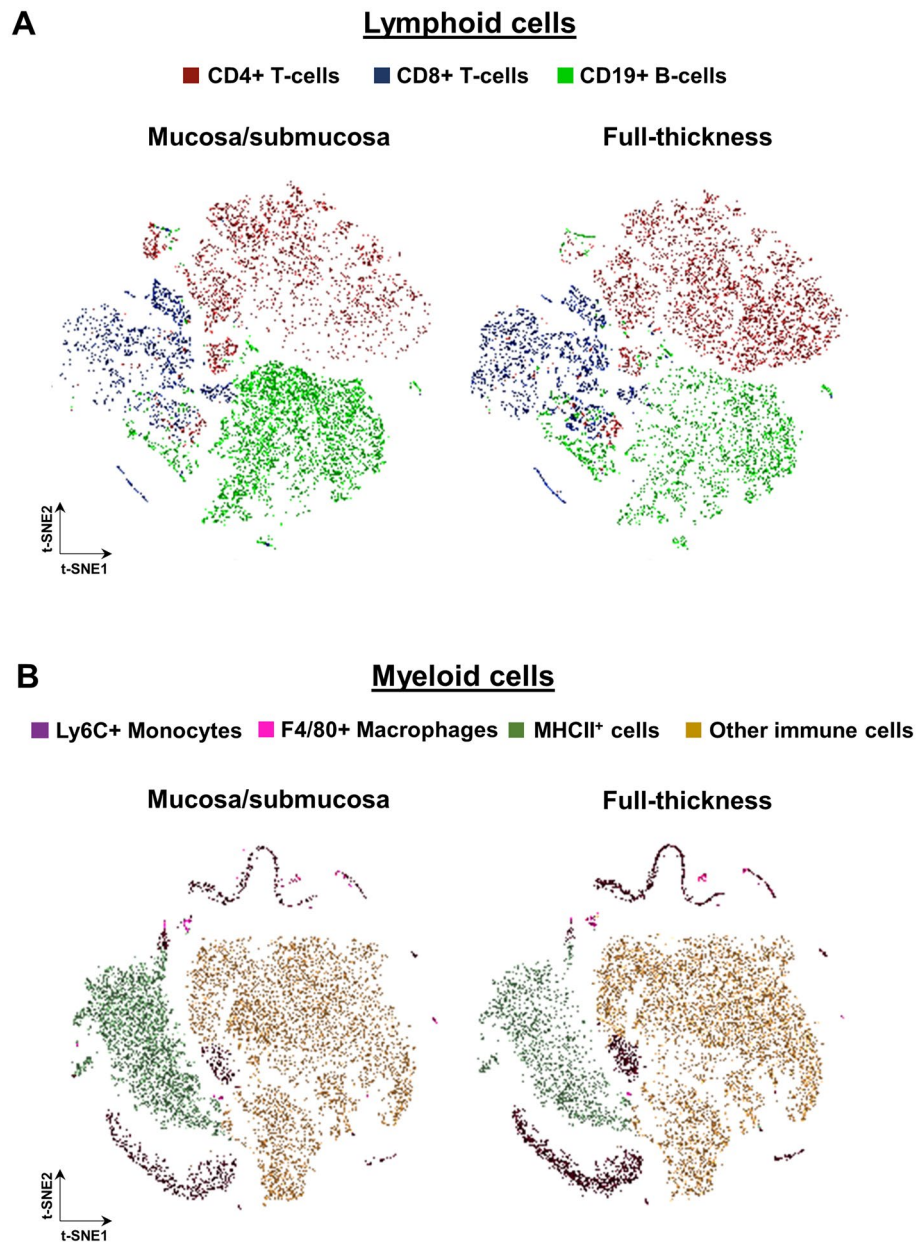 A
Lymphoid cells
CD4+ T-cells CD8+ T-cells CD19+ B-cells
Mucosa/submucosa Full-thickness
t-SNE2
t-SNE1
B
Myeloid cells
Ly6C+ Monocytes F4/80+ Macrophages MHCII⁺ cells Other immune cells
Mucosa/submucosa Full-thickness
t-SNE2
t-SNE1